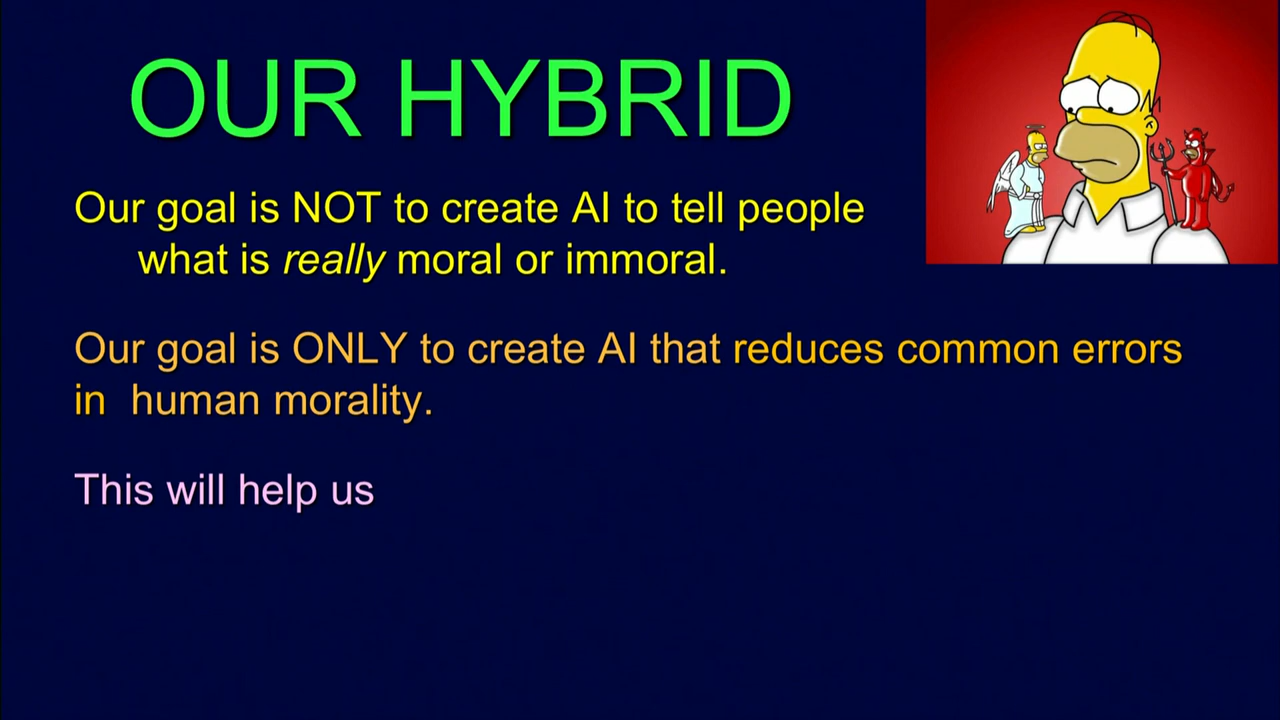 OUR HYBRID
Our goal is NOT to create AI to tell people
what is really moral or immoral.
Our goal is ONLY to create AI that reduces common errors
in  human morality.
This will help us